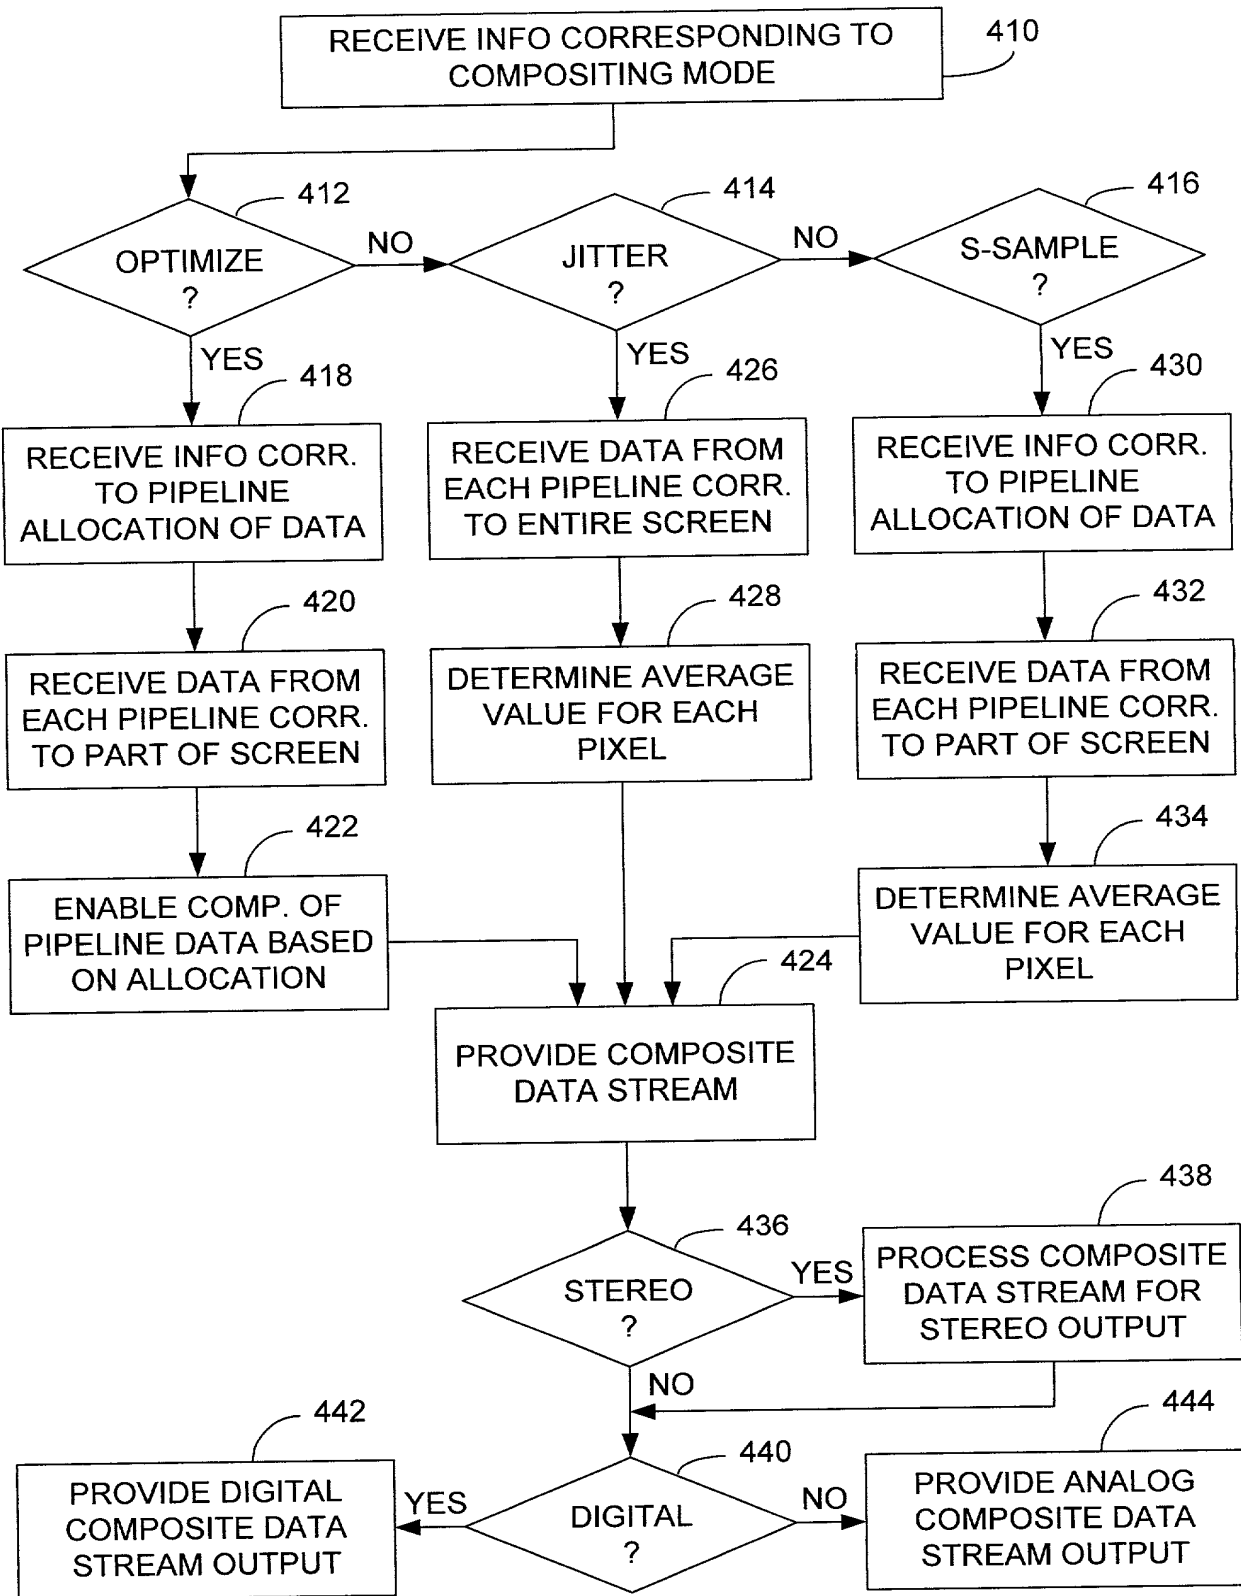 RECEIVE INFO CORRESPONDING TO
COMPOSITING MODE
410
412
414
416
OPTIMIZE
?
NO
JITTER
?
NO
S-SAMPLE
?
YES
YES
YES
418
426
430
RECEIVE INFO CORR.
TO PIPELINE
ALLOCATION OF DATA
RECEIVE DATA FROM
EACH PIPELINE CORR.
TO ENTIRE SCREEN
RECEIVE INFO CORR.
TO PIPELINE
ALLOCATION OF DATA
420
428
432
RECEIVE DATA FROM
EACH PIPELINE CORR.
TO PART OF SCREEN
DETERMINE AVERAGE
VALUE FOR EACH
PIXEL
RECEIVE DATA FROM
EACH PIPELINE CORR.
TO PART OF SCREEN
422
434
ENABLE COMP. OF
PIPELINE DATA BASED
ON ALLOCATION
DETERMINE AVERAGE
VALUE FOR EACH
PIXEL
424
PROVIDE COMPOSITE
DATA STREAM
436
438
STEREO
?
YES
PROCESS COMPOSITE
DATA STREAM FOR
STEREO OUTPUT
NO
442
440
444
PROVIDE DIGITAL
COMPOSITE DATA
STREAM OUTPUT
YES
DIGITAL
?
NO
PROVIDE ANALOG
COMPOSITE DATA
STREAM OUTPUT